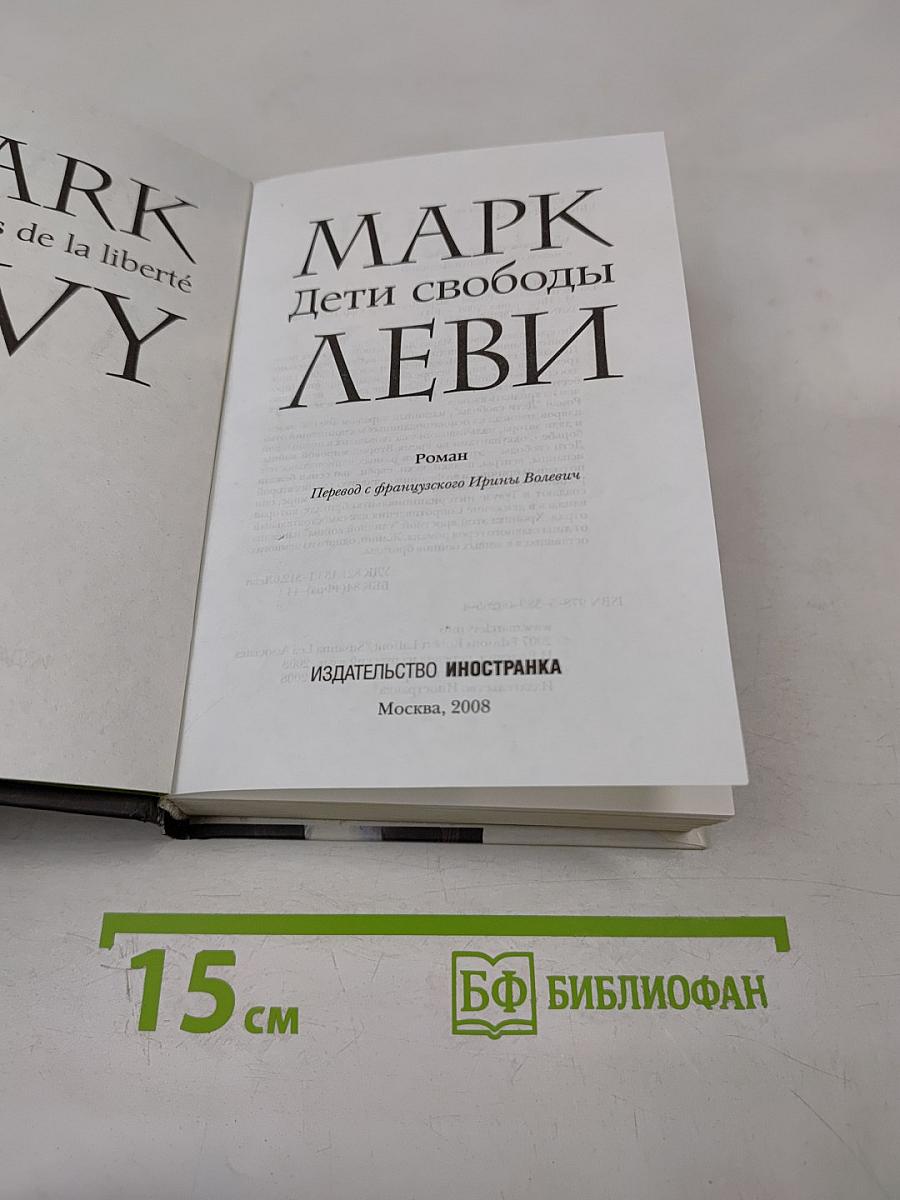 ARK
s de la liberté
VY
МАРК
Дети свободы
ЛЕВИ
Роман
Перевод с французского Ирины Волевич
ИЗДАТЕЛЬСТВО ИНОСТРАНКА
Москва, 2008
15 см
БФ БИБЛИОФАН